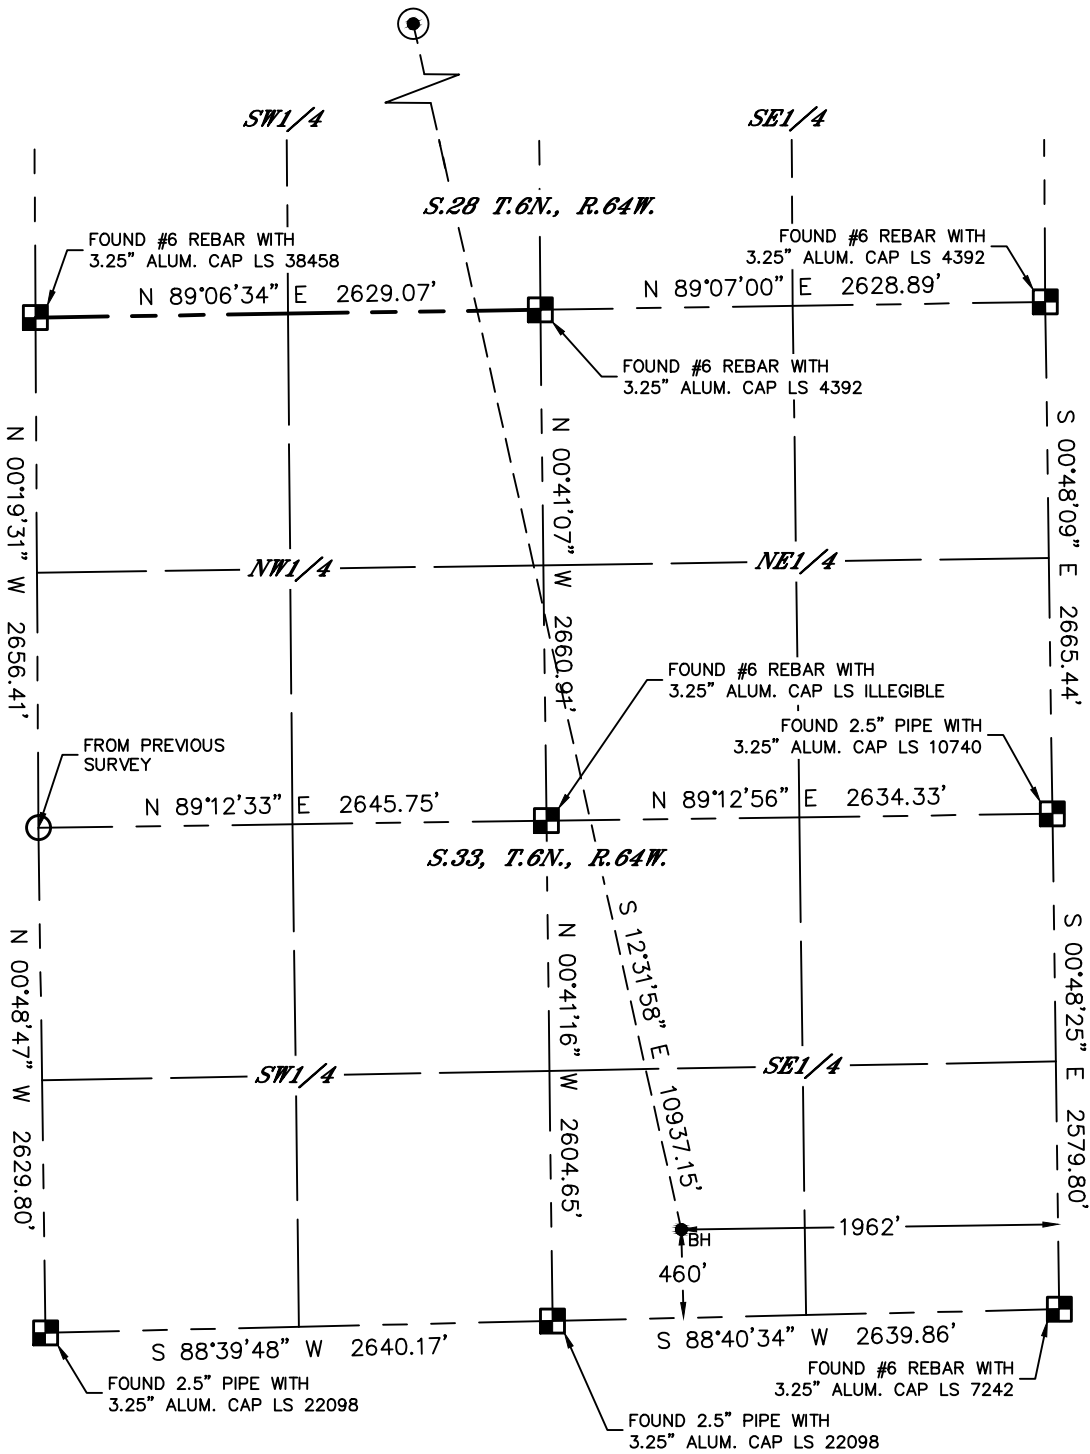 SW1/4
SE1/4
S.28 T.6N., R.64W.
FOUND #6 REBAR WITH
3.25" ALUM. CAP LS 38458
FOUND #6 REBAR WITH
3.25" ALUM. CAP LS 4392
N 89°06'34" E 2629.07'
N 89°07'00" E 2628.89'
FOUND #6 REBAR WITH
3.25" ALUM. CAP LS 4392
N 00°19'31" W 2656.41'
N 00°41'07" W 2660.91'
S 00°48'09" E 2665.44'
NW1/4
NE1/4
FOUND #6 REBAR WITH
3.25" ALUM. CAP LS ILLEGIBLE
FOUND 2.5" PIPE WITH
3.25" ALUM. CAP LS 10740
FROM PREVIOUS
SURVEY
N 89°12'33" E 2645.75'
N 89°12'56" E 2634.33'
S.33, T.6N., R.64W.
N 00°48'47" W 2629.80'
N 00°41'16" W 2604.65'
S 12°31'58" E 10937.15'
S 00°48'25" E 2579.80'
SW1/4
SE1/4
BH
1962'
460'
S 88°39'48" W 2640.17'
S 88°40'34" W 2639.86'
FOUND 2.5" PIPE WITH
3.25" ALUM. CAP LS 22098
FOUND #6 REBAR WITH
3.25" ALUM. CAP LS 7242
FOUND 2.5" PIPE WITH
3.25" ALUM. CAP LS 22098